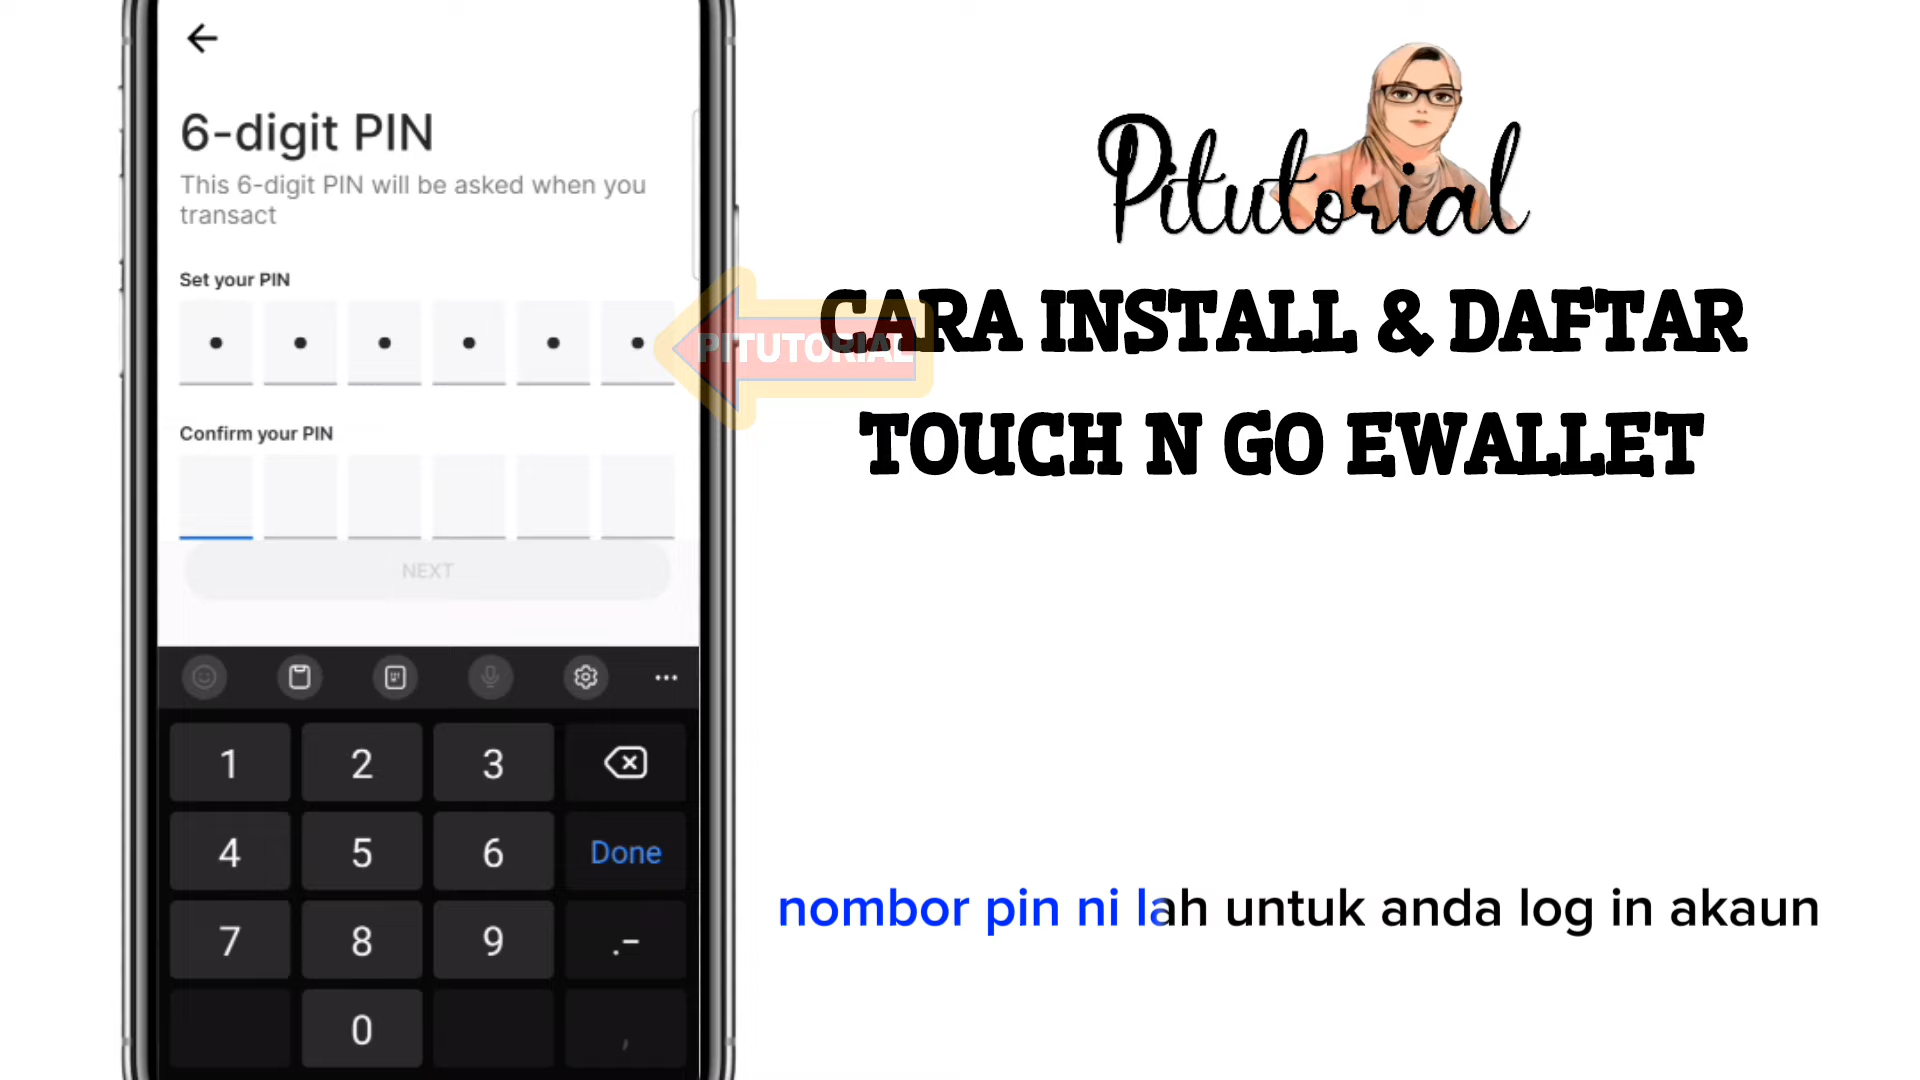 6-digit PIN
This 6-digit PIN will be asked when you
transact
Set your PIN
Confirm your PIN
NEXT
1 2 3
4 5 6 Done
7 8 9 .-
0 ,
Pitutorial
PITUTORIAL
CARA INSTALL & DAFTAR
TOUCH N GO EWALLET
nombor pin ni lah untuk anda log in akaun